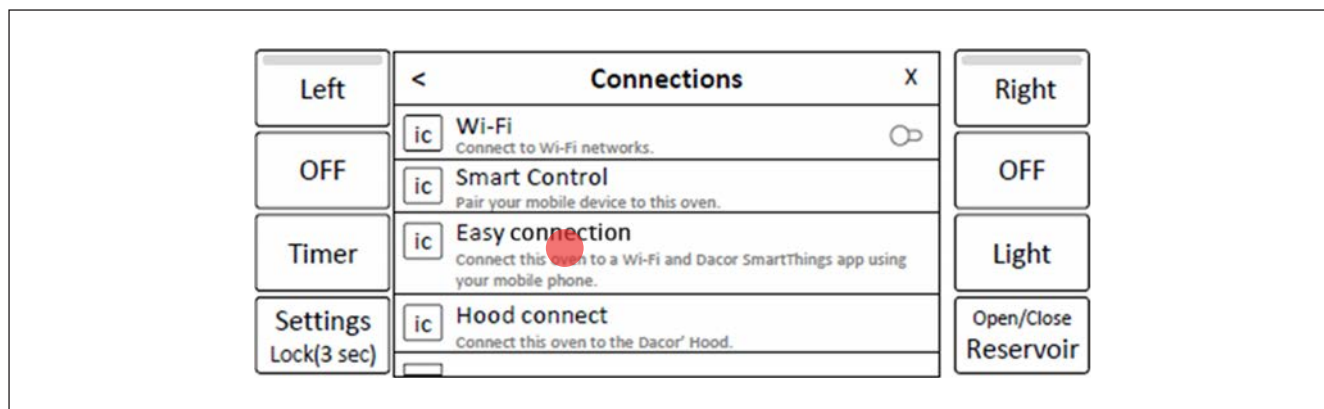 Left
OFF
Timer
Settings
Lock(3 sec)
< Connections X
ic Wi-Fi
Connect to Wi-Fi networks.
ic Smart Control
Pair your mobile device to this oven.
ic Easy connection
Connect this oven to a Wi-Fi and Dacor SmartThings app using
your mobile phone.
ic Hood connect
Connect this oven to the Dacor’ Hood.
Right
OFF
Light
Open/Close
Reservoir